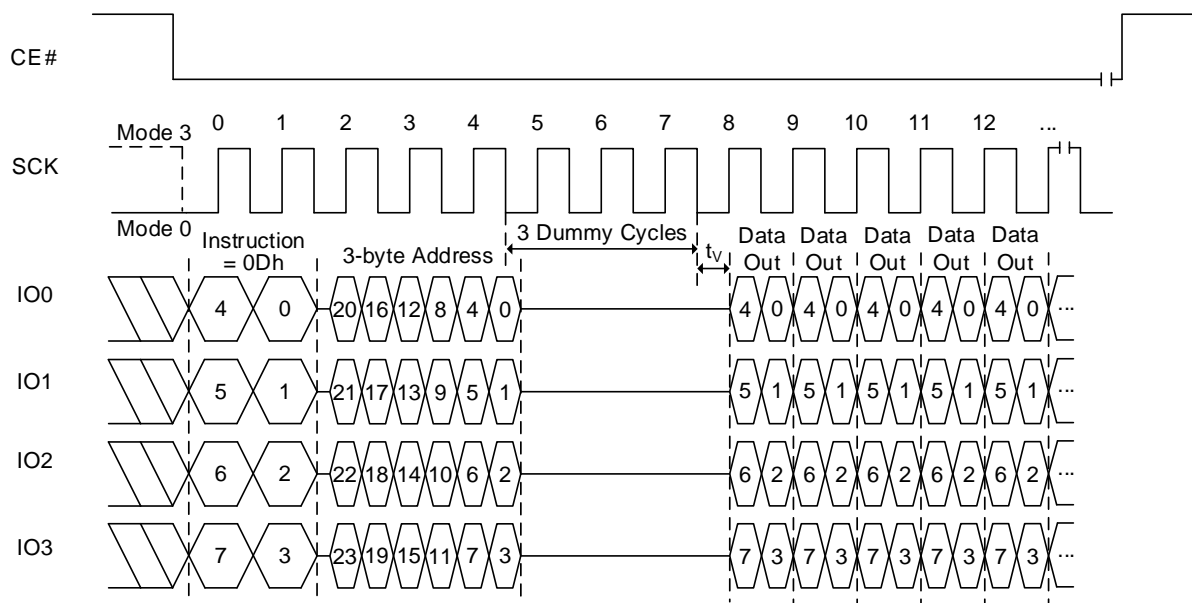 CE#
0 1 2 3 4 5 6 7 8 9 10 11 12 ...
Mode 3
SCK
Mode 0
Instruction
= 0Dh
3-byte Address
3 Dummy Cycles
tV
Data Data Data Data Data
Out Out Out Out Out
IO0 4 0 20 16 12 8 4 0 4 0 4 0 4 0 4 0 4 0 ...
IO1 5 1 21 17 13 9 5 1 5 1 5 1 5 1 5 1 5 1 ...
IO2 6 2 22 18 14 10 6 2 6 2 6 2 6 2 6 2 6 2 ...
IO3 7 3 23 19 15 11 7 3 7 3 7 3 7 3 7 3 7 3 ...